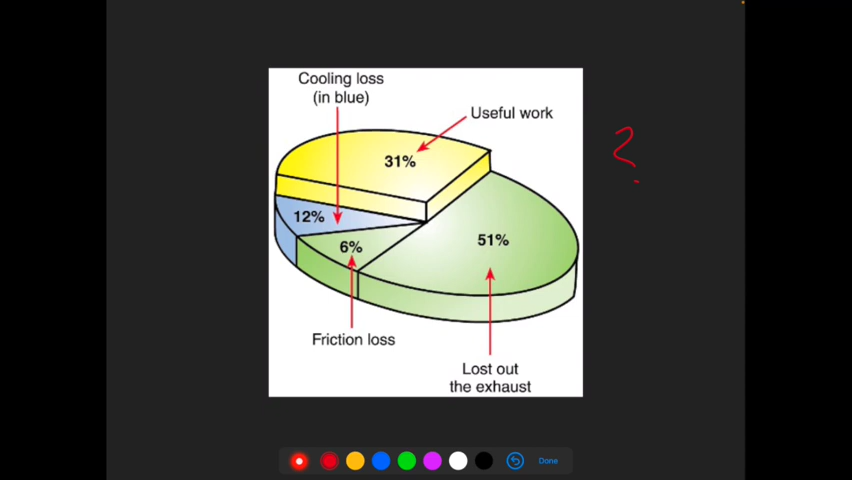 Cooling loss
(in blue)
Useful work
31%
12%
51%
6%
Friction loss
Lost out
the exhaust
?
Done